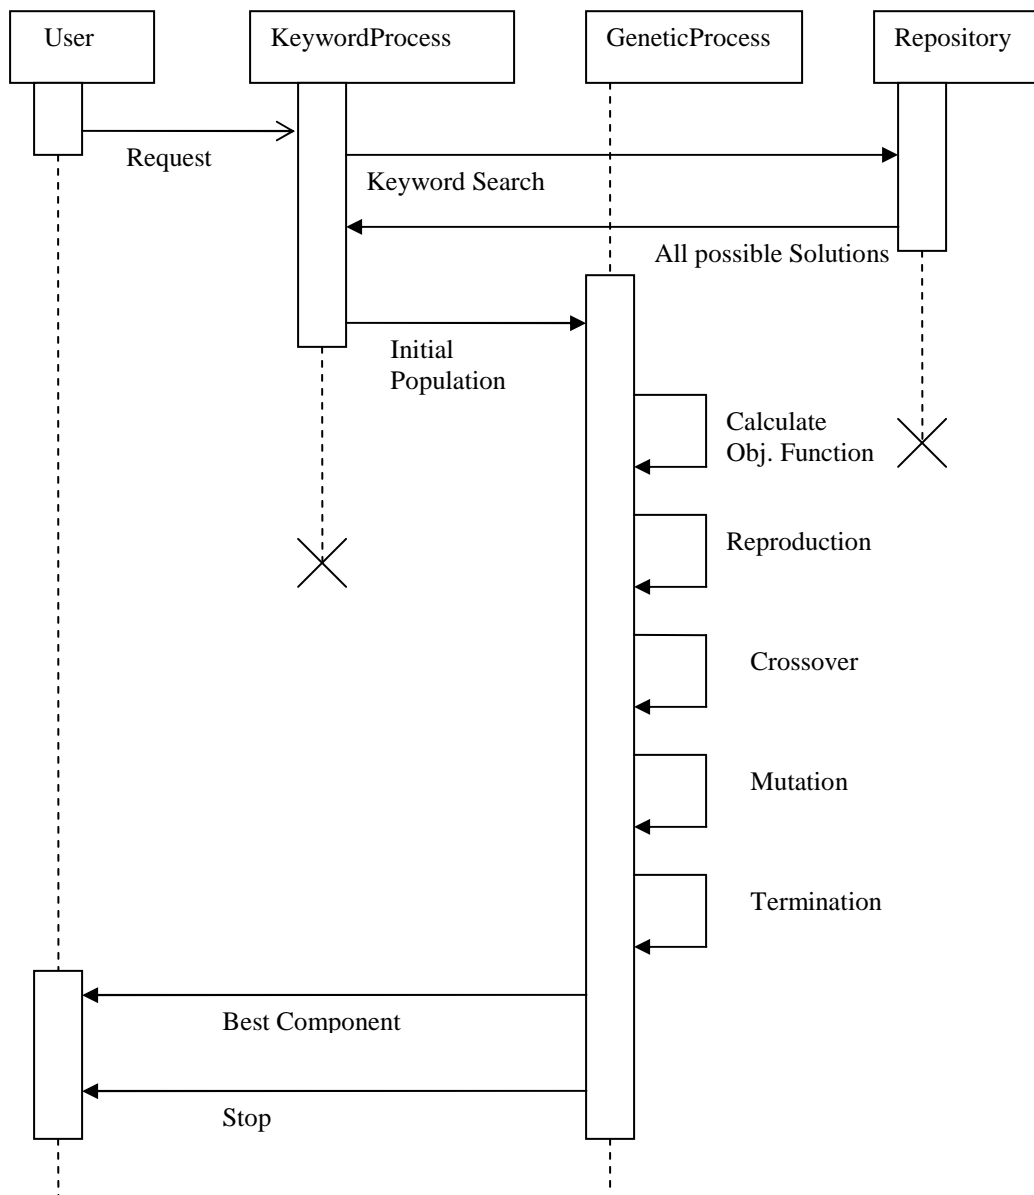 User
KeywordProcess
GeneticProcess
Repository
Request
Keyword Search
All possible Solutions
Initial
Population
Calculate
Obj. Function
Reproduction
Crossover
Mutation
Termination
Best Component
Stop